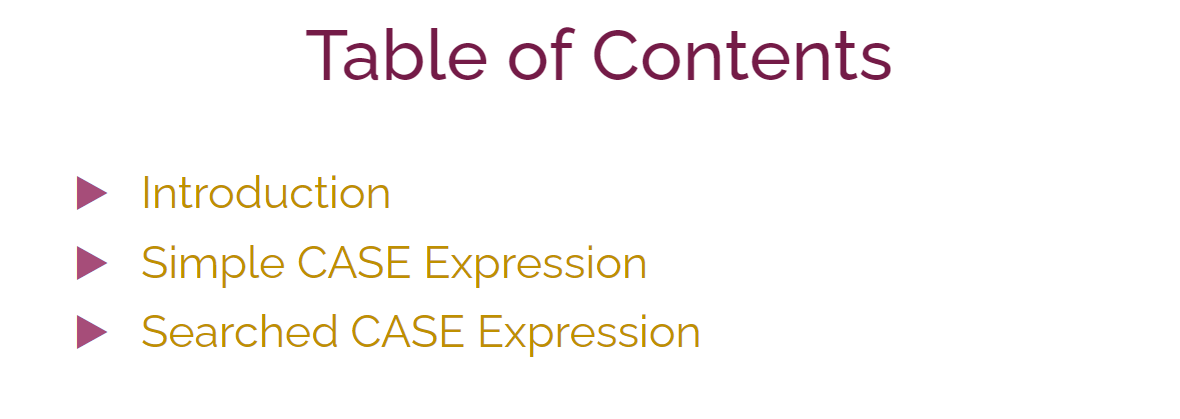 Table of Contents
Introduction
Simple CASE Expression
Searched CASE Expression